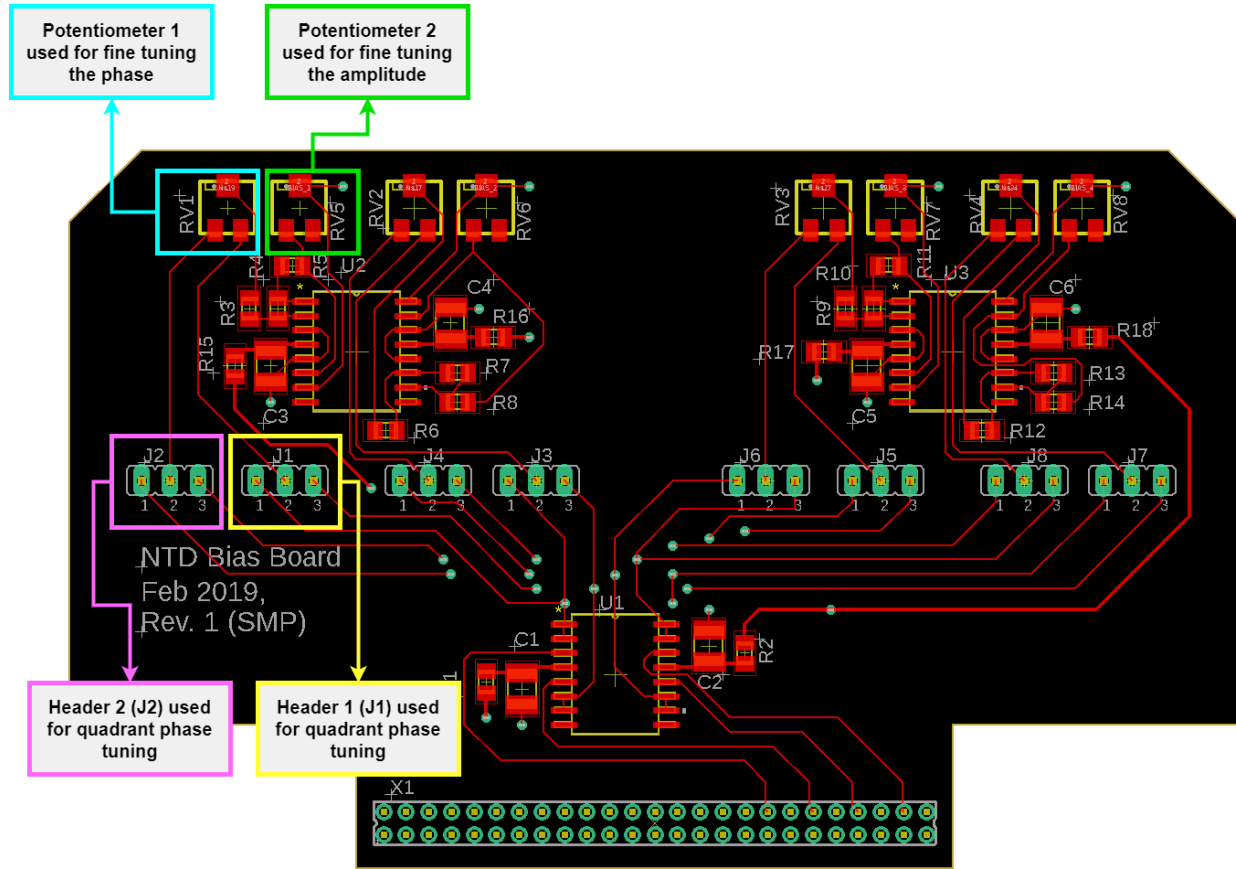 Potentiometer 1
used for fine tuning
the phase
Potentiometer 2
used for fine tuning
the amplitude
RV1
RV5
RV2
RV6
RV3
RV7
RV4
RV8
R4
R5
U2
R3
C4
R16
R15
R7
C3
R8
R6
R10
R11
U3
R9
C6
R18
R17
R13
C5
R14
R12
J2
1 2 3
J1
1 2 3
J4
1 2 3
J3
1 2 3
J6
1 2 3
J5
1 2 3
J8
1 2 3
J7
1 2 3
NTD Bias Board
Feb 2019,
Rev. 1 (SMP)
U1
C1
C2
R2
Header 2 (J2) used
for quadrant phase
tuning
Header 1 (J1) used
for quadrant phase
tuning
X1